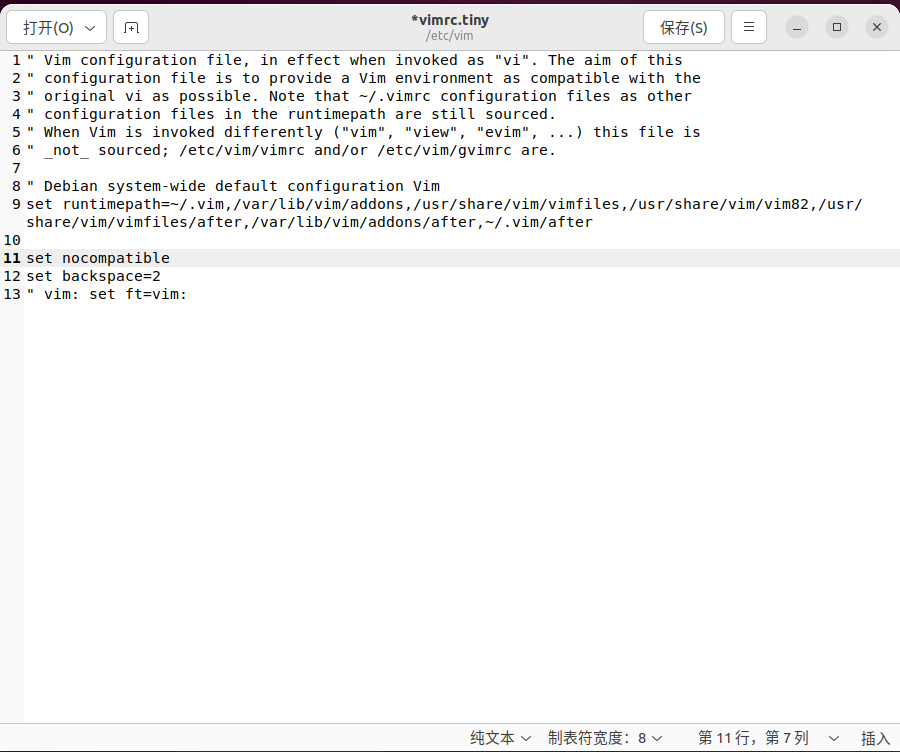 打开(O)
*vimrc.tiny
/etc/vim
保存(S)
1 " Vim configuration file, in effect when invoked as "vi". The aim of this
2 " configuration file is to provide a Vim environment as compatible with the
3 " original vi as possible. Note that ~/.vimrc configuration files as other
4 " configuration files in the runtimepath are still sourced.
5 " When Vim is invoked differently ("vim", "view", "evim", ...) this file is
6 " _not_ sourced; /etc/vim/vimrc and/or /etc/vim/gvimrc are.
7
8 " Debian system-wide default configuration Vim
9 set runtimepath=~/.vim,/var/lib/vim/addons,/usr/share/vim/vimfiles,/usr/share/vim/vim82,/usr/
share/vim/vimfiles/after,/var/lib/vim/addons/after,~/.vim/after
10
11 set nocompatible
12 set backspace=2
13 " vim: set ft=vim:
纯文本 制表符宽度：8 第 11 行，第 7 列 插入